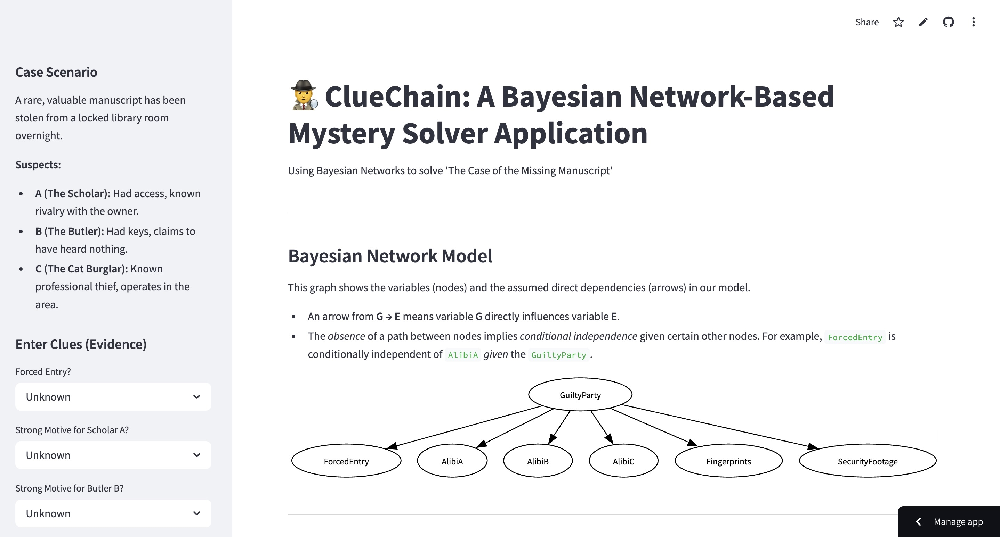 Share
Case Scenario
A rare, valuable manuscript has been
stolen from a locked library room
overnight.
Suspects:
• A (The Scholar): Had access, known
rivalry with the owner.
• B (The Butler): Had keys, claims to
have heard nothing.
• C (The Cat Burglar): Known
professional thief, operates in the
area.
Enter Clues (Evidence)
Forced Entry?
Unknown
Strong Motive for Scholar A?
Unknown
Strong Motive for Butler B?
Unknown
ClueChain: A Bayesian Network-Based
Mystery Solver Application
Using Bayesian Networks to solve 'The Case of the Missing Manuscript'
Bayesian Network Model
This graph shows the variables (nodes) and the assumed direct dependencies (arrows) in our model.
• An arrow from G → E means variable G directly influences variable E.
• The absence of a path between nodes implies conditional independence given certain other nodes. For example, ForcedEntry is
conditionally independent of AlibiA given the GuiltyParty .
GuiltyParty
ForcedEntry AlibiA AlibiB AlibiC Fingerprints SecurityFootage
Manage app